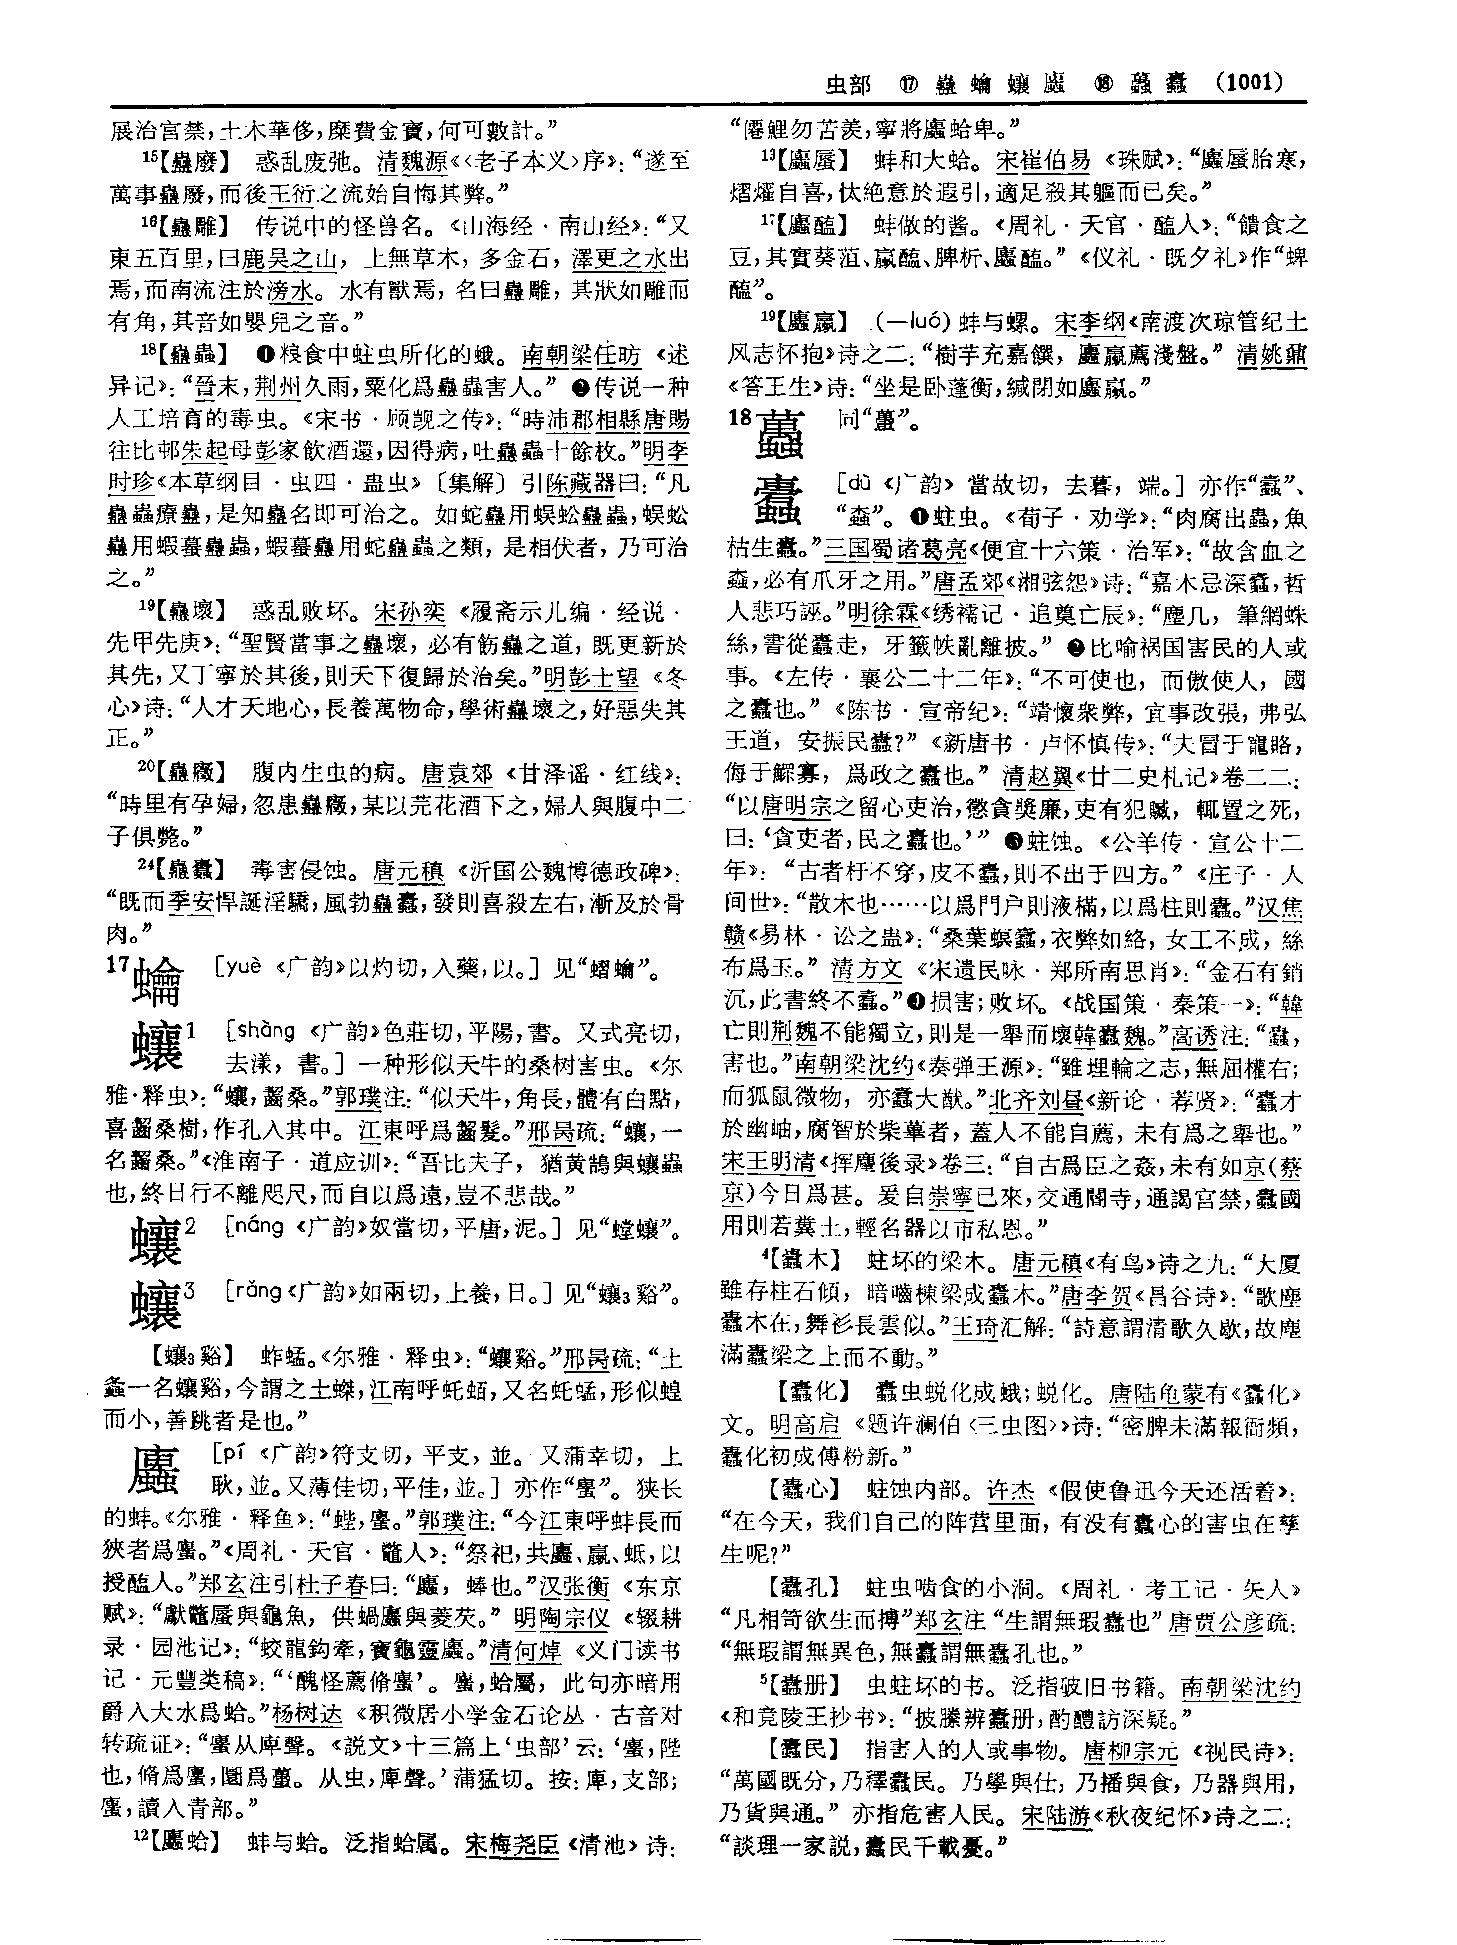 虫部 ⑰ 蠱 蠕 蠰 蠯 ⑱ 蠆 蠹 (1001)
展治宫禁，土木華侈，糜費金寶，何可數計。”
15【蠱廢】 惑乱废弛。清魏源《〈老子本义〉序》：“遂至
萬事蠱廢，而後王衍之流始自悔其弊。”
16【蠱雕】 传说中的怪兽名。《山海经·南山经》：“又
東五百里，曰鹿吴之山，上無草木，多金石，澤更之水出
焉，而南流注於滂水。水有獸焉，名曰蠱雕，其狀如雕而
有角，其音如嬰兒之音。”
18【蠱蟲】 ❶粮食中蛀虫所化的蛾。南朝梁任昉《述
异记》：“晉末，荆州久雨，粟化爲蠱蟲害人。”❷传说一种
人工培育的毒虫。《宋书·顾觊之传》：“時沛郡相縣唐賜
往比邨朱起母彭家飲酒還，因得病，吐蠱蟲十餘枚。”明李
时珍《本草纲目·虫四·蛊虫》〔集解〕引陈藏器曰：“凡
蠱蟲療蠱，是知蠱名即可治之。如蛇蠱用蜈蚣蠱蟲，蜈蚣
蠱用蝦蟇蠱蟲，蝦蟇蠱用蛇蠱蟲之類，是相伏者，乃可治
之。”
19【蠱壞】 惑乱败坏。宋孙奕《履斋示儿编·经说·
先甲先庚》：“聖賢當事之蠱壞，必有飭蠱之道，既更新於
其先，又丁寧於其後，則天下復歸於治矣。”明彭士望《冬
心》诗：“人才天地心，長養萬物命，學術蠱壞之，好惡失其
正。”
20【蠱癥】 腹内生虫的病。唐袁郊《甘泽谣·红线》：
“時里有孕婦，忽患蠱癥，某以芫花酒下之，婦人與腹中二
子俱斃。”
24【蠱蠹】 毒害侵蚀。唐元稹《沂国公魏博德政碑》：
“既而季安悍誕淫驕，風勃蠱蠹，發則喜殺左右，漸及於骨
肉。”
17 [yuè 《广韵》以灼切，入藥，以。] 见“熠”。
蠰1 [shàng 《广韵》色莊切，平陽，書。又式亮切，
去漾，書。] 一种形似天牛的桑树害虫。《尔
雅·释虫》：“蠰，齧桑。”郭璞注：“似天牛，角長，體有白點，
喜齧桑樹，作孔入其中。江東呼爲齧髮。”邢昺疏：“蠰，一
名齧桑。”《淮南子·道应训》：“吾比夫子，猶黄鵠與蠰蟲
也，終日行不離咫尺，而自以爲遠，豈不悲哉。”
蠰2 [náng 《广韵》奴當切，平唐，泥。] 见“螳蠰”。
蠰3 [rǎng《广韵》如兩切，上養，日。] 见“蠰3谿”。
【蠰3谿】 蚱蜢。《尔雅·释虫》：“蠰谿。”邢昺疏：“土
螽一名蠰谿，今謂之土蠂，江南呼虴蛨，又名虴蜢，形似蝗
而小，善跳者是也。”
蠯 [pí 《广韵》符支切，平支，並。又蒲幸切，上
耿，並。又薄佳切，平佳，並。] 亦作“蜌”。狭长
的蚌。《尔雅·释鱼》：“蜌，蠯。”郭璞注：“今江東呼蚌長而
狹者爲蠯。”《周礼·天官·鼈人》：“祭祀，共蠯、蠃、蚳，以
授醢人。”郑玄注引杜子春曰：“蠯，蜯也。”汉张衡《东京
赋》：“獻鼈蜃與龜魚，供蝸蠯與菱芡。”明陶宗仪《辍耕
录·园池记》：“蛟龍鈎牽，寶龜靈蠯。”清何焯《义门读书
记·元豐类稿》：“‘醜怪薦脩蠯’。蠯，蛤屬，此句亦暗用
爵入大水爲蛤。”杨树达《积微居小学金石论丛·古音对
转疏证》：“蠯从庳聲。《説文》十三篇上‘虫部’云：‘蠯，陛
也，脩爲蠯，圜爲蠇。从虫，庳聲。’蒲猛切。按：庳，支部；
蠯，讀入青部。”
12【蠯蛤】 蚌与蛤。泛指蛤属。宋梅尧臣《清池》诗：
“僊鯉勿苦羨，寧將蠯蛤卑。”
13【蠯蜃】 蚌和大蛤。宋崔伯易《珠赋》：“蠯蜃胎寒，
熠燿自喜，忲絶意於遐引，適足殺其軀而已矣。”
17【蠯醢】 蚌做的酱。《周礼·天官·醢人》：“饋食之
豆，其實葵菹、蠃醢、脾析、蠯醢。”《仪礼·既夕礼》作“蜱
醢”。
19【蠯蠃】 (—luó) 蚌与螺。宋李纲《南渡次琼管纪土
风志怀抱》诗之二：“樹芋充嘉饌，蠯蠃薦淺盤。”清姚鼐
《答王生》诗：“坐是卧蓬衡，緘閉如蠯蠃。”
18 同“蠆”。
蠹 [dù 《广韵》當故切，去暮，端。] 亦作“蠧”、
“螙”。❶蛀虫。《荀子·劝学》：“肉腐出蟲，魚
枯生蠹。”三国蜀诸葛亮《便宜十六策·治军》：“故含血之
螙，必有爪牙之用。”唐孟郊《湘弦怨》诗：“嘉木忌深蠹，哲
人悲巧誣。”明徐霖《绣襦记·追奠亡辰》：“塵几，筆網蛛
絲，書從蠹走，牙籤帙亂離披。”❷比喻祸国害民的人或
事。《左传·襄公二十二年》：“不可使也，而傲使人，國
之蠹也。”《陈书·宣帝纪》：“靖懷衆弊，宜事改張，弗弘
王道，安振民蠹？”《新唐书·卢怀慎传》：“夫冒于寵賂，
侮于鰥寡，爲政之蠹也。”清赵翼《廿二史札记》卷二二：
“以唐明宗之留心吏治，懲貪獎廉，吏有犯贓，輒置之死，
曰：‘貪吏者，民之蠹也。’”❸蛀蚀。《公羊传·宣公十二
年》：“古者杅不穿，皮不蠹，則不出于四方。”《庄子·人
间世》：“散木也……以爲門户則液樠，以爲柱則蠹。”汉焦
赣《易林·讼之蛊》：“桑葉螟蠹，衣弊如絡，女工不成，絲
布爲玉。”清方文《宋遗民咏·郑所南思肖》：“金石有銷
沉，此書終不蠹。”❹损害；败坏。《战国策·秦策一》：“韓
亡則荆魏不能獨立，則是一舉而壞韓蠹魏。”高诱注：“蠹，
害也。”南朝梁沈约《奏弹王源》：“雖埋輪之志，無屈權右；
而狐鼠微物，亦蠹大猷。”北齐刘昼《新论·荐贤》：“蠹才
於幽岫，腐智於柴蓽者，蓋人不能自薦，未有爲之舉也。”
宋王明清《挥麈後录》卷三：“自古爲臣之姦，未有如京（蔡
京）今日爲甚。爰自崇寧已來，交通閽寺，通謁宫禁，蠹國
用則若糞土，輕名器以市私恩。”
4【蠹木】 蛀坏的梁木。唐元稹《有鸟》诗之九：“大厦
雖存柱石傾，暗嚙棟梁成蠹木。”唐李贺《昌谷诗》：“歌塵
蠹木在，舞衫長雲似。”王琦汇解：“詩意謂清歌久歇，故塵
滿蠹梁之上而不動。”
【蠹化】 蠹虫蜕化成蛾；蜕化。唐陆龟蒙有《蠹化》
文。明高启《题许澜伯〈三虫图〉》诗：“密脾未滿報衙頻，
蠹化初成傅粉新。”
【蠹心】 蛀蚀内部。许杰《假使鲁迅今天还活着》：
“在今天，我们自己的阵营里面，有没有蠹心的害虫在孳
生呢？”
【蠹孔】 蛀虫啮食的小洞。《周礼·考工记·矢人》
“凡相笴欲生而摶”郑玄注“生謂無瑕蠹也”唐贾公彦疏：
“無瑕謂無異色，無蠹謂無蠹孔也。”
5【蠹册】 虫蛀坏的书。泛指破旧书籍。南朝梁沈约
《和竟陵王抄书》：“披縢辨蠹册，酌醴訪深疑。”
【蠹民】 指害人的人或事物。唐柳宗元《视民诗》：
“萬國既分，乃釋蠹民。乃學與仕，乃播與食，乃器與用，
乃貨與通。”亦指危害人民。宋陆游《秋夜纪怀》诗之二：
“談理一家説，蠹民千載憂。”